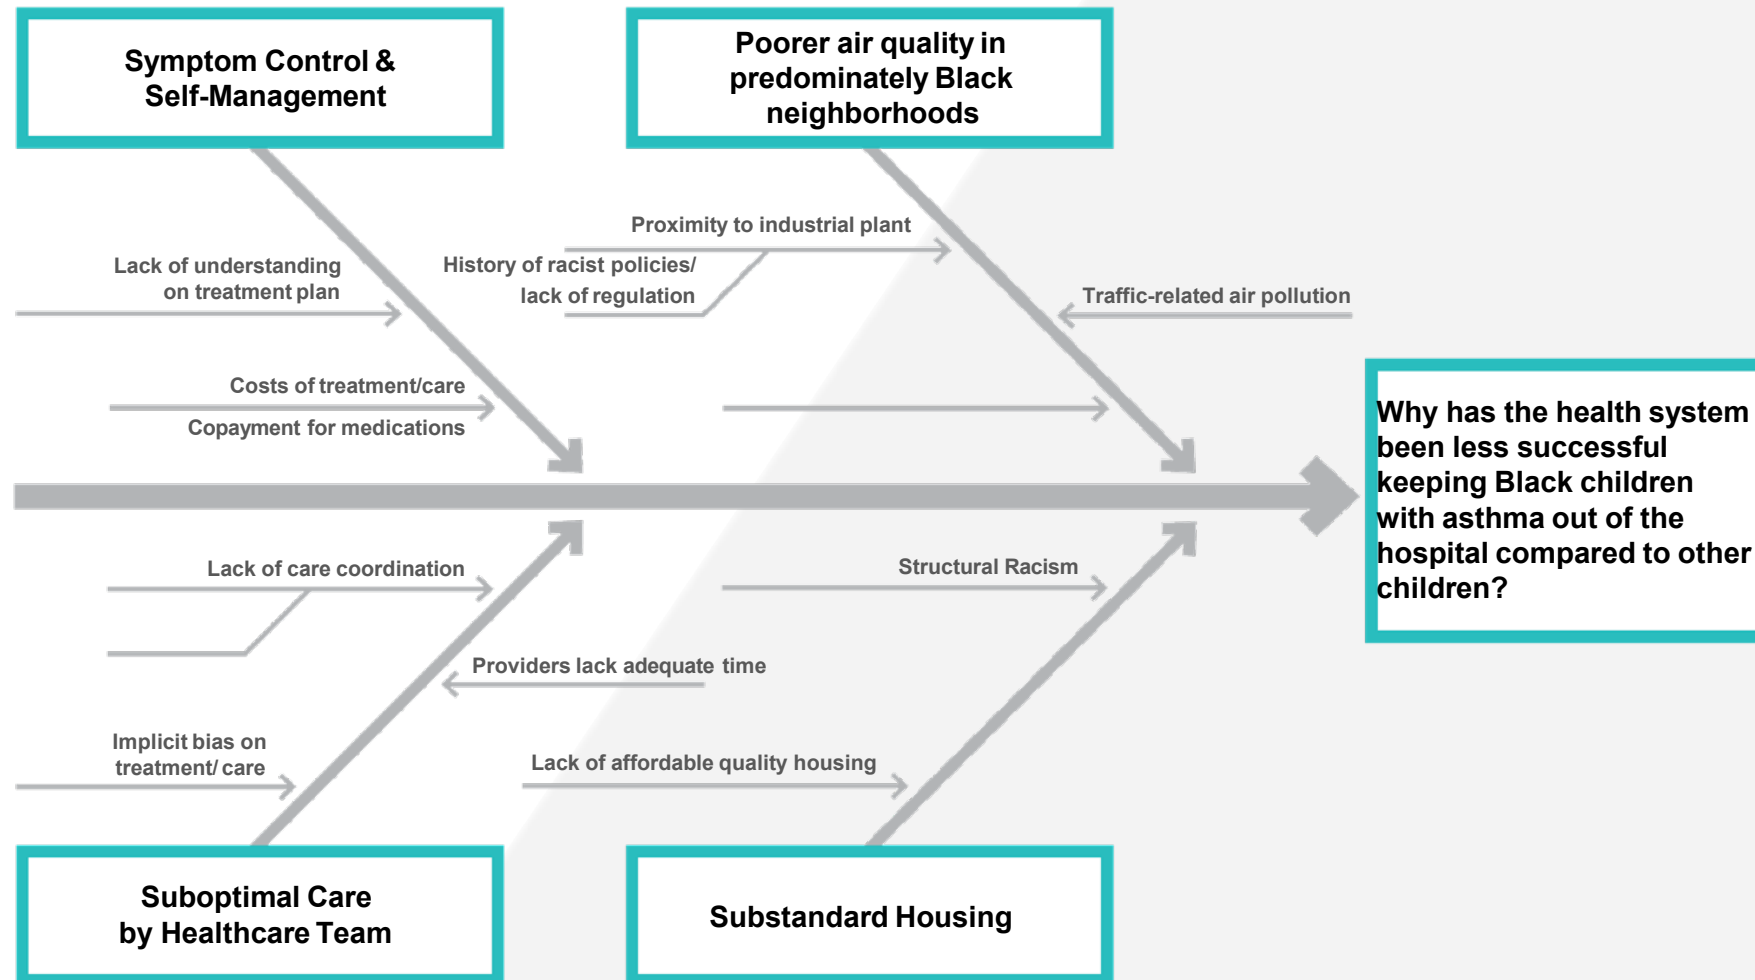 Symptom Control &
Self-Management
Poorer air quality in
predominately Black
neighborhoods
Proximity to industrial plant
History of racist policies/
lack of regulation
Lack of understanding
on treatment plan
Traffic-related air pollution
Costs of treatment/care
Copayment for medications
Why has the health system
been less successful
keeping Black children
with asthma out of the
hospital compared to other
children?
Lack of care coordination
Structural Racism
Providers lack adequate time
Implicit bias on
treatment/ care
Lack of affordable quality housing
Suboptimal Care
by Healthcare Team
Substandard Housing